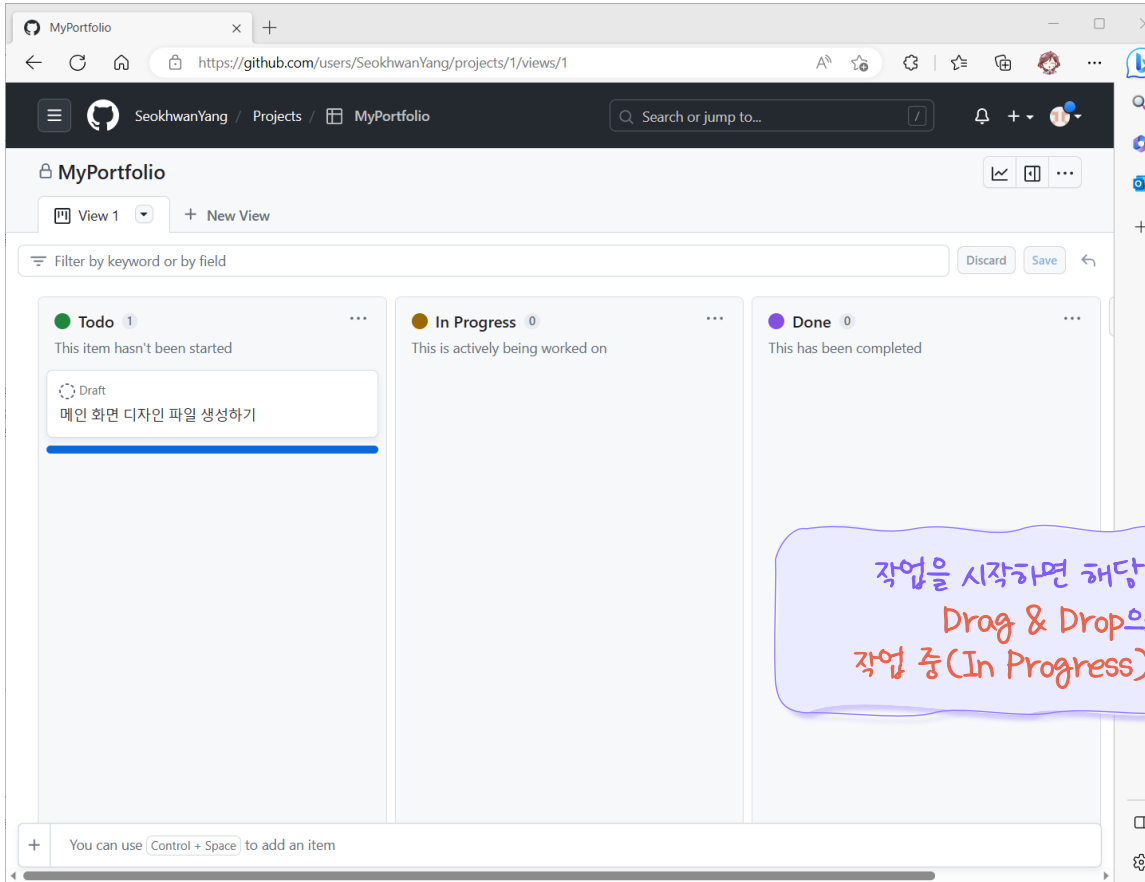 MyPortfolio
https://github.com/users/SeokhwanYang/projects/1/views/1
SeokhwanYang / Projects / MyPortfolio
Search or jump to...
/
MyPortfolio
View 1
New View
Filter by keyword or by field
Discard
Save
Todo 1
This item hasn't been started
Draft
메인 화면 디자인 파일 생성하기
In Progress 0
This is actively being worked on
Done 0
This has been completed
작업을 시작하면 해당
Drag & Drop으
작업 중(In Progress)
You can use Control + Space to add an item